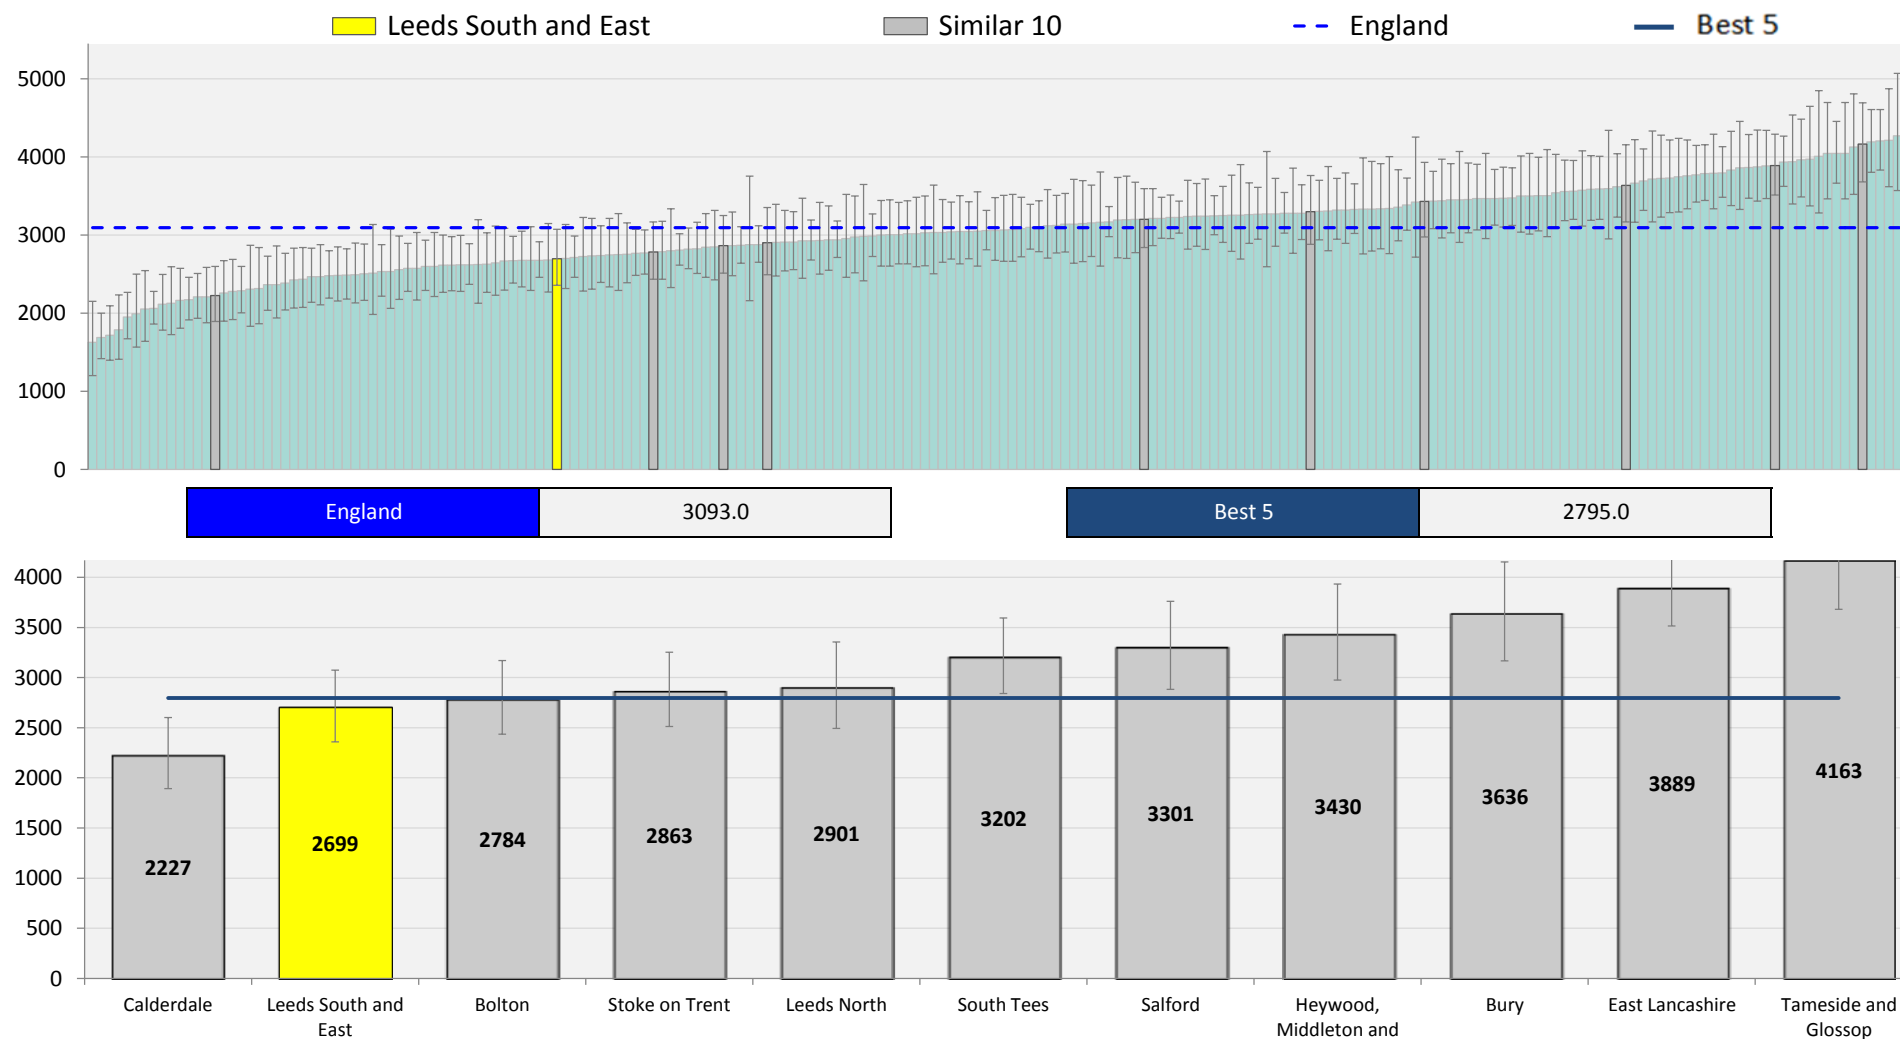 Leeds South and East
Similar 10
England
Best 5
5000
4000
3000
2000
1000
0
England
3093.0
Best 5
2795.0
4000
3500
3000
2500
2000
1500
1000
500
0
2227
2699
2784
2863
2901
3202
3301
3430
3636
3889
4163
Calderdale
Leeds South and
East
Bolton
Stoke on Trent
Leeds North
South Tees
Salford
Heywood,
Middleton and
Bury
East Lancashire
Tameside and
Glossop